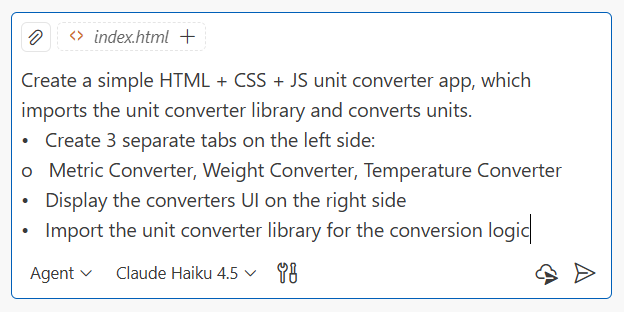 <> index.html +
Create a simple HTML + CSS + JS unit converter app, which
imports the unit converter library and converts units.
• Create 3 separate tabs on the left side:
o Metric Converter, Weight Converter, Temperature Converter
• Display the converters UI on the right side
• Import the unit converter library for the conversion logic
Agent Claude Haiku 4.5